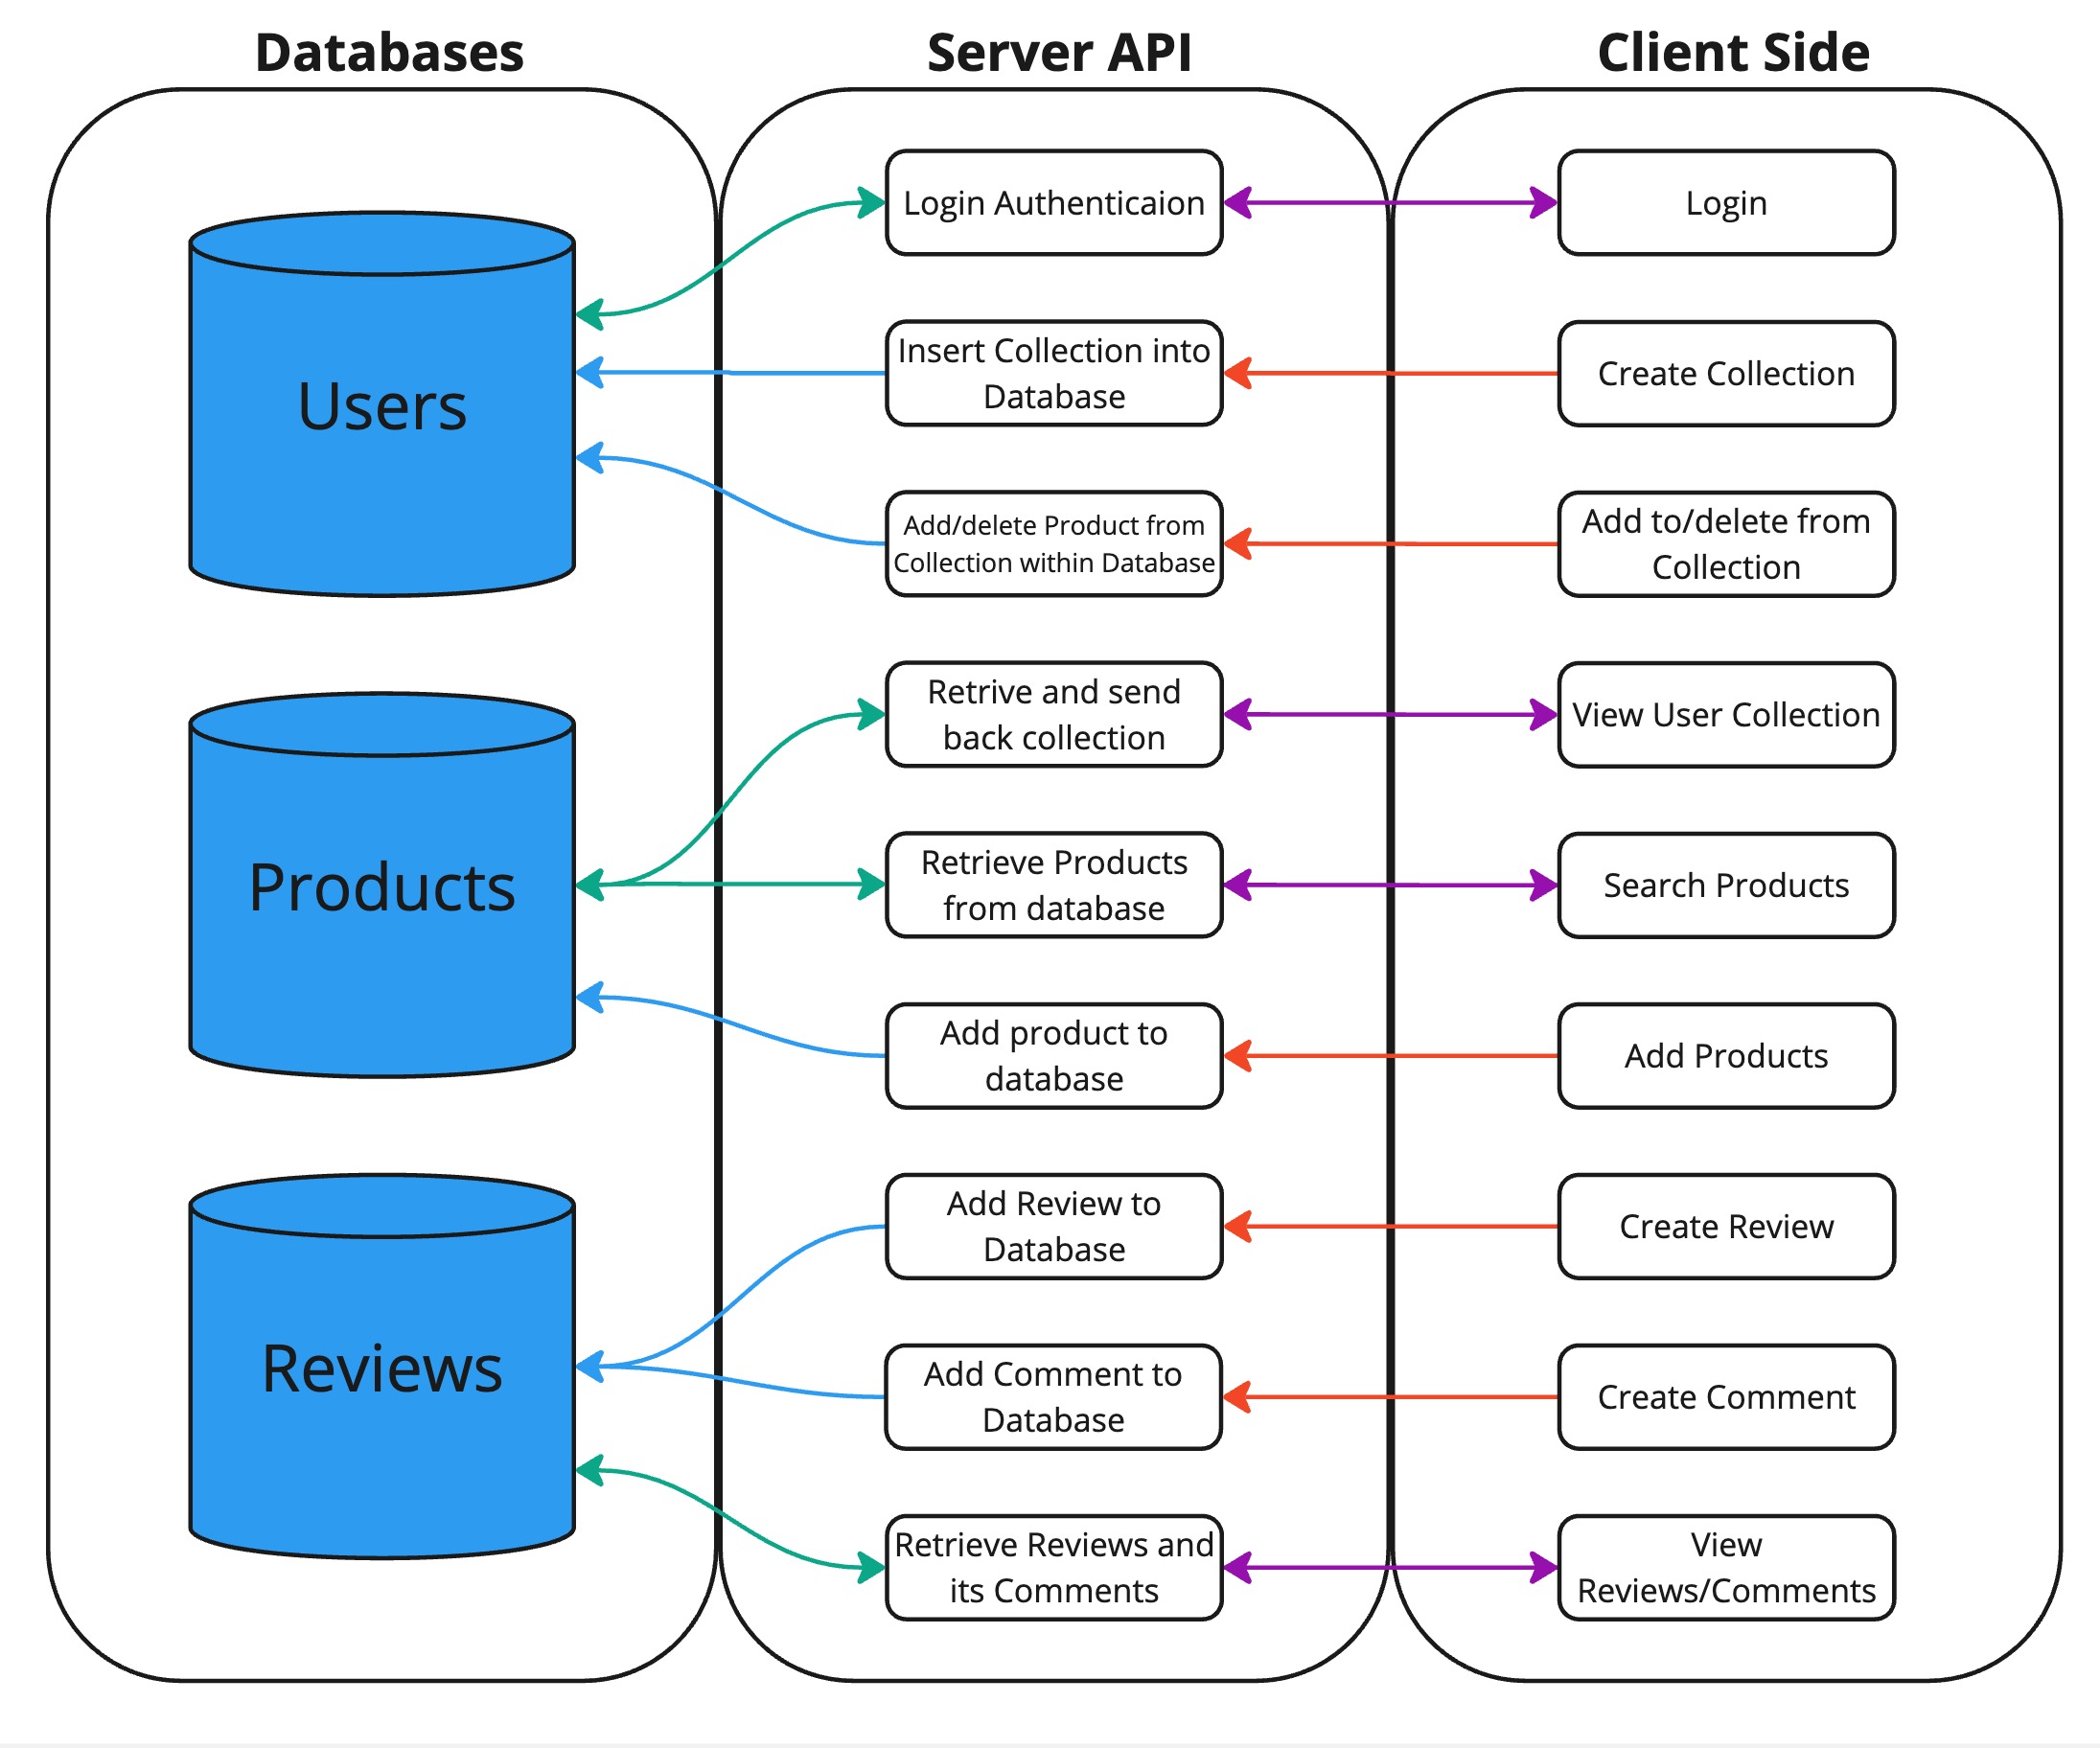 Databases
Server API
Client Side
Users
Products
Reviews
Login Authenticaion
Insert Collection into
Database
Add/delete Product from
Collection within Database
Retrive and send
back collection
Retrieve Products
from database
Add product to
database
Add Review to
Database
Add Comment to
Database
Retrieve Reviews and
its Comments
Login
Create Collection
Add to/delete from
Collection
View User Collection
Search Products
Add Products
Create Review
Create Comment
View
Reviews/Comments